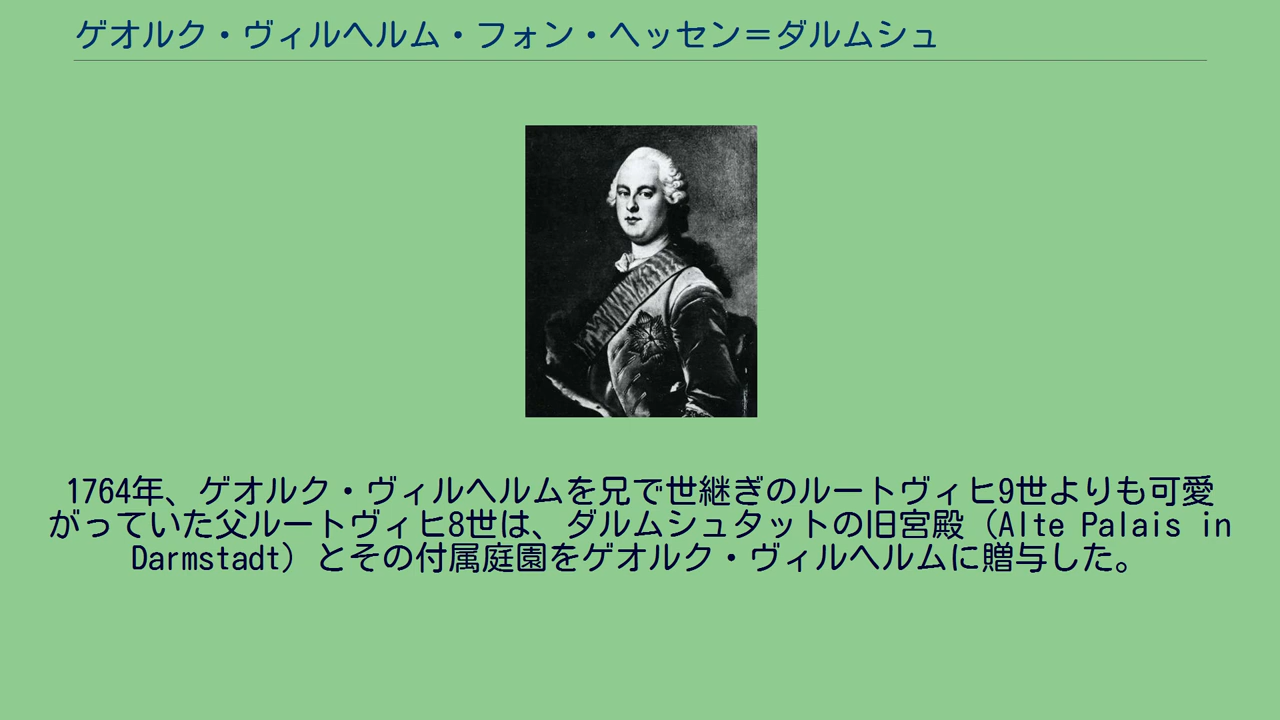 ゲオルク・ヴィルヘルム・フォン・ヘッセン＝ダルムシュ
1764年、ゲオルク・ヴィルヘルムを兄で世継ぎのルートヴィヒ9世よりも可愛
がっていた父ルートヴィヒ8世は、ダルムシュタットの旧宮殿（Alte Palais in
Darmstadt）とその付属庭園をゲオルク・ヴィルヘルムに贈与した。